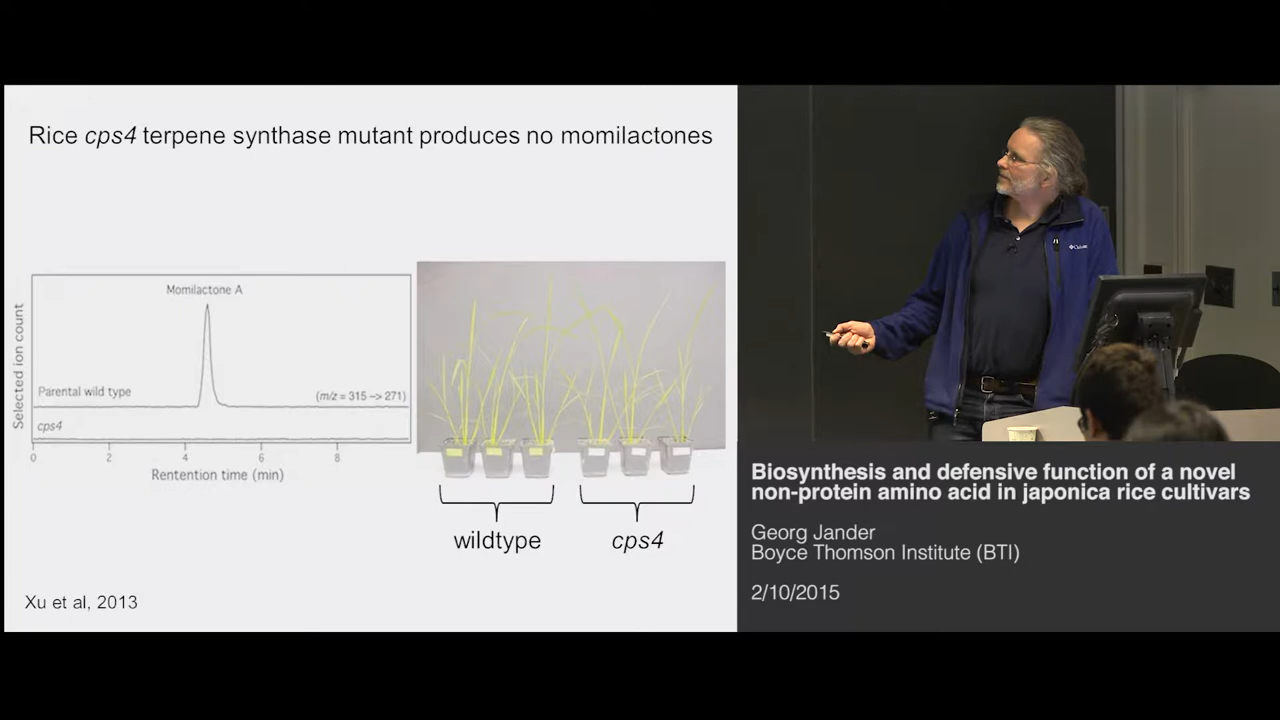 Rice cps4 terpene synthase mutant produces no momilactones
Momilactone A
Selected ion count
Parental wild type
(m/z = 315 –> 271)
cps4
0 2 4 6 8
Rentention time (min)
wildtype
cps4
Xu et al, 2013
Columbia
Biosynthesis and defensive function of a novel
non-protein amino acid in japonica rice cultivars
Georg Jander
Boyce Thomson Institute (BTI)
2/10/2015